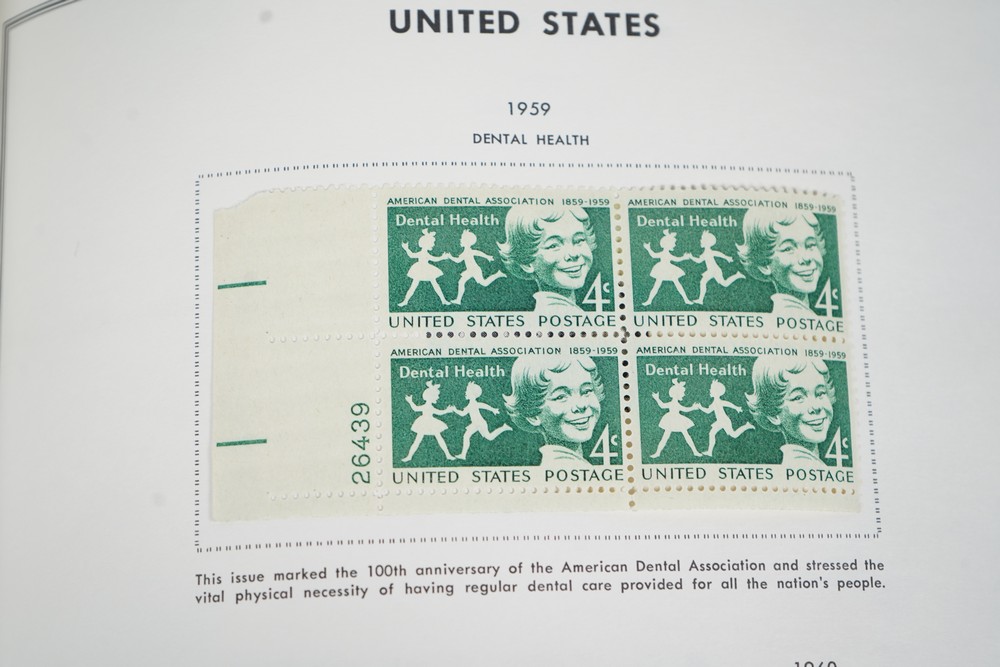 UNITED STATES
1959
DENTAL HEALTH
AMERICAN DENTAL ASSOCIATION 1859-1959
Dental Health
4c
UNITED STATES POSTAGE
AMERICAN DENTAL ASSOCIATION 1859-1959
Dental Health
4c
UNITED STATES POSTAGE
26439
AMERICAN DENTAL ASSOCIATION 1859-1959
Dental Health
4c
UNITED STATES POSTAGE
AMERICAN DENTAL ASSOCIATION 1859-1959
Dental Health
4c
UNITED STATES POSTAGE
This issue marked the 100th anniversary of the American Dental Association and stressed the
vital physical necessity of having regular dental care provided for all the nation's people.